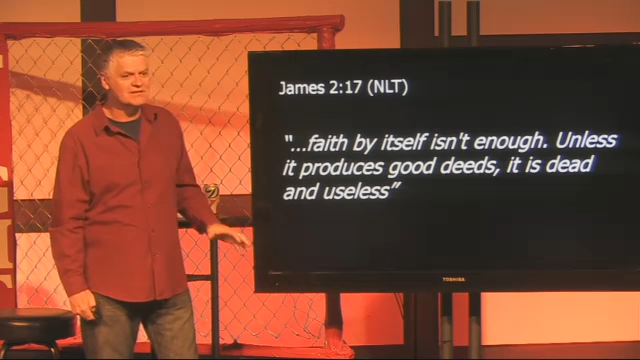 James 2:17 (NLT)
“...faith by itself isn't enough. Unless
it produces good deeds, it is dead
and useless”
TOSHIBA